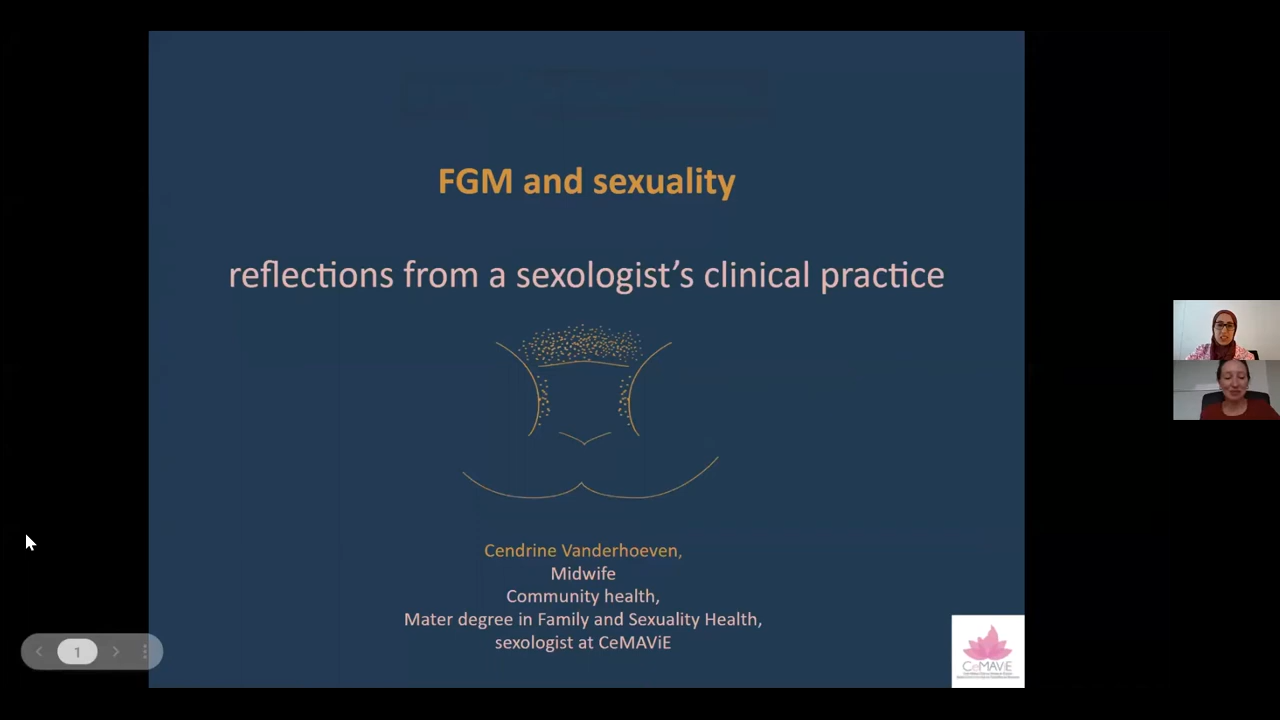 FGM and sexuality
reflections from a sexologist's clinical practice
Cendrine Vanderhoeven,
Midwife
Community health,
Mater degree in Family and Sexuality Health,
sexologist at CeMAViE
CeMAViE
1